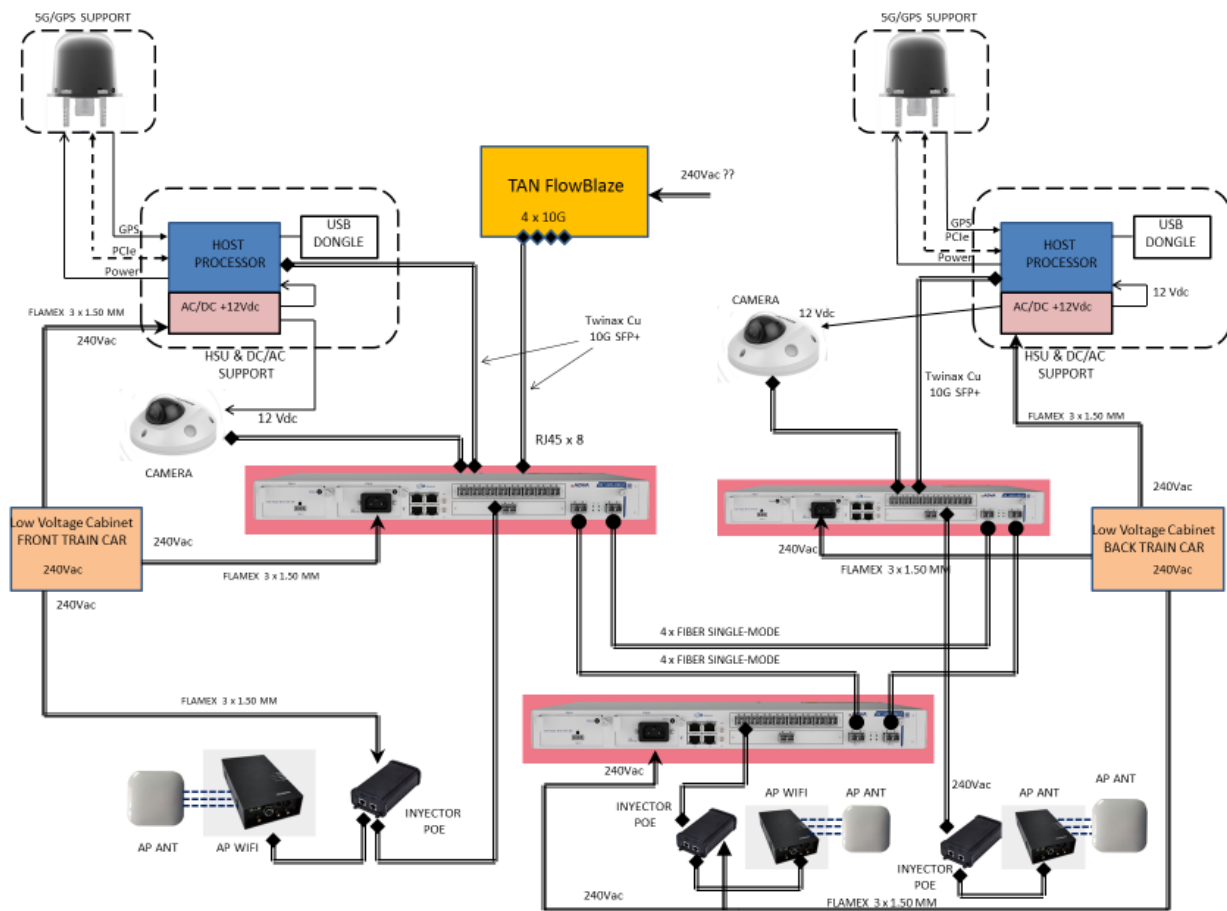 5G/GPS SUPPORT
5G/GPS SUPPORT
TAN FlowBlaze
4 x 10G
240Vac ??
GPS
PCIe
Power
HOST
PROCESSOR
USB
DONGLE
AC/DC +12Vdc
FLAMEX 3 x 1.50 MM
240Vac
HSU & DC/AC
SUPPORT
12 Vdc
CAMERA
Twinax Cu
10G SFP+
RJ45 x 8
GPS
PCIe
Power
HOST
PROCESSOR
USB
DONGLE
12 Vdc
AC/DC +12Vdc
CAMERA
12 Vdc
HSU & DC/AC
SUPPORT
Twinax Cu
10G SFP+
FLAMEX 3 x 1.50 MM
240Vac
Low Voltage Cabinet
FRONT TRAIN CAR
240Vac
240Vac
FLAMEX 3 x 1.50 MM
240Vac
Low Voltage Cabinet
BACK TRAIN CAR
240Vac
240Vac
FLAMEX 3 x 1.50 MM
4 x FIBER SINGLE-MODE
4 x FIBER SINGLE-MODE
FLAMEX 3 x 1.50 MM
240Vac
240Vac
INYECTOR
POE
AP ANT
AP WIFI
INYECTOR
POE
AP WIFI
AP ANT
AP ANT
AP ANT
INYECTOR
POE
240Vac
FLAMEX 3 x 1.50 MM